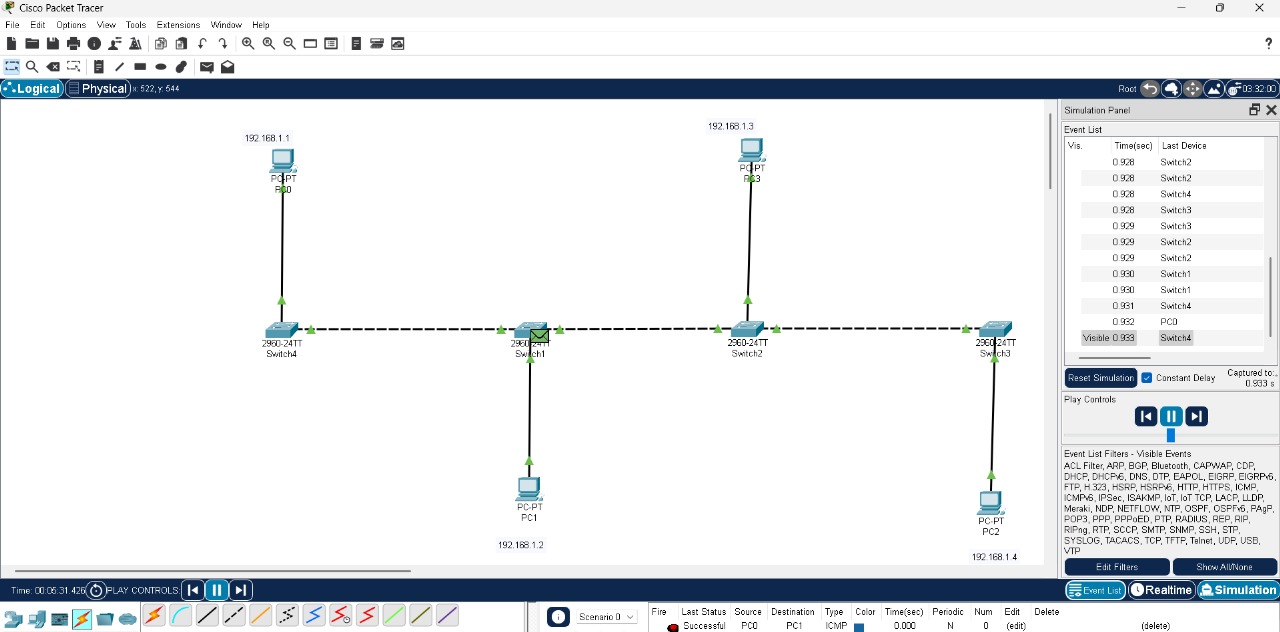 Cisco Packet Tracer
File Edit Options View Tools Extensions Window Help
?
Logical Physical x: 522, y: 544
Root 03:32:00
192.168.1.1
PC-PT
PC0
192.168.1.3
PC-PT
PC3
2960-24TT
Switch4
2960-24TT
Switch1
2960-24TT
Switch2
2960-24TT
Switch3
PC-PT
PC1
192.168.1.2
PC-PT
PC2
192.168.1.4
Simulation Panel
Event List
Vis. Time(sec) Last Device
0.928 Switch2
0.928 Switch2
0.928 Switch4
0.928 Switch3
0.929 Switch3
0.929 Switch2
0.929 Switch2
0.930 Switch1
0.930 Switch1
0.931 Switch4
0.932 PC0
Visible 0.933 Switch4
Reset Simulation Constant Delay Captured to:
0.933 s
Play Controls
Event List Filters - Visible Events
ACL Filter, ARP, BGP, Bluetooth, CAPWAP, CDP,
DHCP, DHCPv6, DNS, DTP, EAPOL, EIGRP, EIGRPv6,
FTP, H.323, HSRP, HSRPv6, HTTP, HTTPS, ICMP,
ICMPv6, IPSec, ISAKMP, IoT, IoT TCP, LACP, LLDP,
Meraki, NDP, NETFLOW, NTP, OSPF, OSPFv6, PAgP,
POP3, PPP, PPPoED, PTP, RADIUS, REP, RIP,
RIPng, RTP, SCCP, SMTP, SNMP, SSH, STP,
SYSLOG, TACACS, TCP, TFTP, Telnet, UDP, USB,
VTP
Edit Filters Show All/None
Time: 00:05:31.426 PLAY CONTROLS:
Event List Realtime Simulation
Scenario 0
Fire Last Status Source Destination Type Color Time(sec) Periodic Num Edit Delete
Successful PC0 PC1 ICMP 0.000 N 0 (edit) (delete)